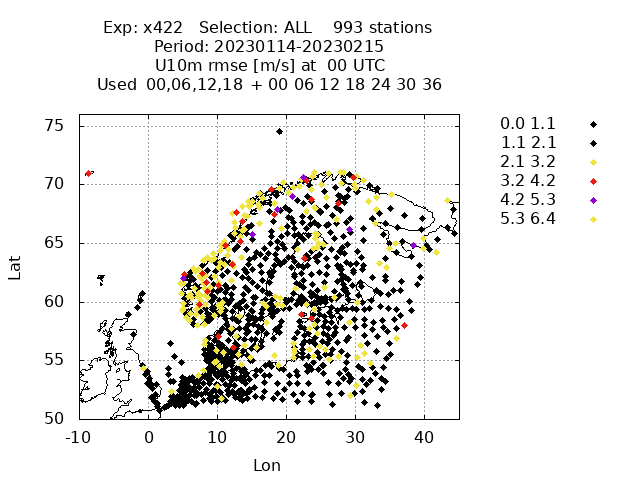 Exp: x422 Selection: ALL 993 stations
Period: 20230114-20230215
U10m rmse [m/s] at 00 UTC
Used 00,06,12,18 + 00 06 12 18 24 30 36
75
70
65
60
55
50
Lat
-10 0 10 20 30 40
Lon
0.0 1.1
1.1 2.1
2.1 3.2
3.2 4.2
4.2 5.3
5.3 6.4